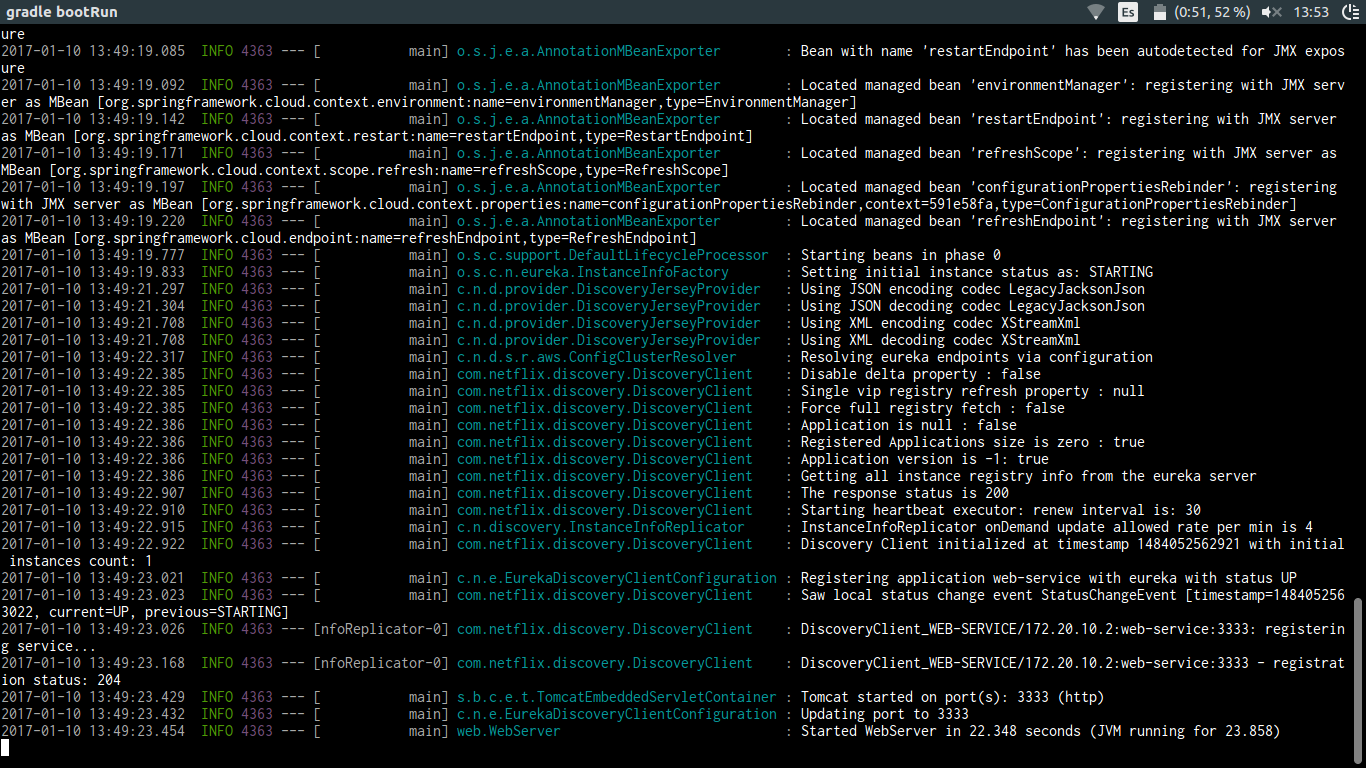 gradle bootRun
Es
(0:51, 52 %)
13:53
ure
2017-01-10 13:49:19.085  INFO 4363 --- [           main] o.s.j.e.a.AnnotationMBeanExporter        : Bean with name 'restartEndpoint' has been autodetected for JMX expos
ure
2017-01-10 13:49:19.092  INFO 4363 --- [           main] o.s.j.e.a.AnnotationMBeanExporter        : Located managed bean 'environmentManager': registering with JMX serv
er as MBean [org.springframework.cloud.context.environment:name=environmentManager,type=EnvironmentManager]
2017-01-10 13:49:19.142  INFO 4363 --- [           main] o.s.j.e.a.AnnotationMBeanExporter        : Located managed bean 'restartEndpoint': registering with JMX server
as MBean [org.springframework.cloud.context.restart:name=restartEndpoint,type=RestartEndpoint]
2017-01-10 13:49:19.171  INFO 4363 --- [           main] o.s.j.e.a.AnnotationMBeanExporter        : Located managed bean 'refreshScope': registering with JMX server as
MBean [org.springframework.cloud.context.scope.refresh:name=refreshScope,type=RefreshScope]
2017-01-10 13:49:19.197  INFO 4363 --- [           main] o.s.j.e.a.AnnotationMBeanExporter        : Located managed bean 'configurationPropertiesRebinder': registering
with JMX server as MBean [org.springframework.cloud.context.properties:name=configurationPropertiesRebinder,context=591e58fa,type=ConfigurationPropertiesRebinder]
2017-01-10 13:49:19.220  INFO 4363 --- [           main] o.s.j.e.a.AnnotationMBeanExporter        : Located managed bean 'refreshEndpoint': registering with JMX server
as MBean [org.springframework.cloud.endpoint:name=refreshEndpoint,type=RefreshEndpoint]
2017-01-10 13:49:19.777  INFO 4363 --- [           main] o.s.c.support.DefaultLifecycleProcessor  : Starting beans in phase 0
2017-01-10 13:49:19.833  INFO 4363 --- [           main] o.s.c.n.eureka.InstanceInfoFactory       : Setting initial instance status as: STARTING
2017-01-10 13:49:21.297  INFO 4363 --- [           main] c.n.d.provider.DiscoveryJerseyProvider   : Using JSON encoding codec LegacyJacksonJson
2017-01-10 13:49:21.304  INFO 4363 --- [           main] c.n.d.provider.DiscoveryJerseyProvider   : Using JSON decoding codec LegacyJacksonJson
2017-01-10 13:49:21.708  INFO 4363 --- [           main] c.n.d.provider.DiscoveryJerseyProvider   : Using XML encoding codec XStreamXml
2017-01-10 13:49:21.708  INFO 4363 --- [           main] c.n.d.provider.DiscoveryJerseyProvider   : Using XML decoding codec XStreamXml
2017-01-10 13:49:22.317  INFO 4363 --- [           main] c.n.d.s.r.aws.ConfigClusterResolver      : Resolving eureka endpoints via configuration
2017-01-10 13:49:22.385  INFO 4363 --- [           main] com.netflix.discovery.DiscoveryClient    : Disable delta property : false
2017-01-10 13:49:22.385  INFO 4363 --- [           main] com.netflix.discovery.DiscoveryClient    : Single vip registry refresh property : null
2017-01-10 13:49:22.385  INFO 4363 --- [           main] com.netflix.discovery.DiscoveryClient    : Force full registry fetch : false
2017-01-10 13:49:22.386  INFO 4363 --- [           main] com.netflix.discovery.DiscoveryClient    : Application is null : false
2017-01-10 13:49:22.386  INFO 4363 --- [           main] com.netflix.discovery.DiscoveryClient    : Registered Applications size is zero : true
2017-01-10 13:49:22.386  INFO 4363 --- [           main] com.netflix.discovery.DiscoveryClient    : Application version is -1: true
2017-01-10 13:49:22.386  INFO 4363 --- [           main] com.netflix.discovery.DiscoveryClient    : Getting all instance registry info from the eureka server
2017-01-10 13:49:22.907  INFO 4363 --- [           main] com.netflix.discovery.DiscoveryClient    : The response status is 200
2017-01-10 13:49:22.910  INFO 4363 --- [           main] com.netflix.discovery.DiscoveryClient    : Starting heartbeat executor: renew interval is: 30
2017-01-10 13:49:22.915  INFO 4363 --- [           main] c.n.discovery.InstanceInfoReplicator     : InstanceInfoReplicator onDemand update allowed rate per min is 4
2017-01-10 13:49:22.922  INFO 4363 --- [           main] com.netflix.discovery.DiscoveryClient    : Discovery Client initialized at timestamp 1484052562921 with initial
 instances count: 1
2017-01-10 13:49:23.021  INFO 4363 --- [           main] c.n.e.EurekaDiscoveryClientConfiguration : Registering application web-service with eureka with status UP
2017-01-10 13:49:23.023  INFO 4363 --- [           main] com.netflix.discovery.DiscoveryClient    : Saw local status change event StatusChangeEvent [timestamp=148405256
3022, current=UP, previous=STARTING]
2017-01-10 13:49:23.026  INFO 4363 --- [nfoReplicator-0] com.netflix.discovery.DiscoveryClient    : DiscoveryClient_WEB-SERVICE/172.20.10.2:web-service:3333: registerin
g service...
2017-01-10 13:49:23.168  INFO 4363 --- [nfoReplicator-0] com.netflix.discovery.DiscoveryClient    : DiscoveryClient_WEB-SERVICE/172.20.10.2:web-service:3333 - registrat
ion status: 204
2017-01-10 13:49:23.429  INFO 4363 --- [           main] s.b.c.e.t.TomcatEmbeddedServletContainer : Tomcat started on port(s): 3333 (http)
2017-01-10 13:49:23.432  INFO 4363 --- [           main] c.n.e.EurekaDiscoveryClientConfiguration : Updating port to 3333
2017-01-10 13:49:23.454  INFO 4363 --- [           main] web.WebServer                            : Started WebServer in 22.348 seconds (JVM running for 23.858)